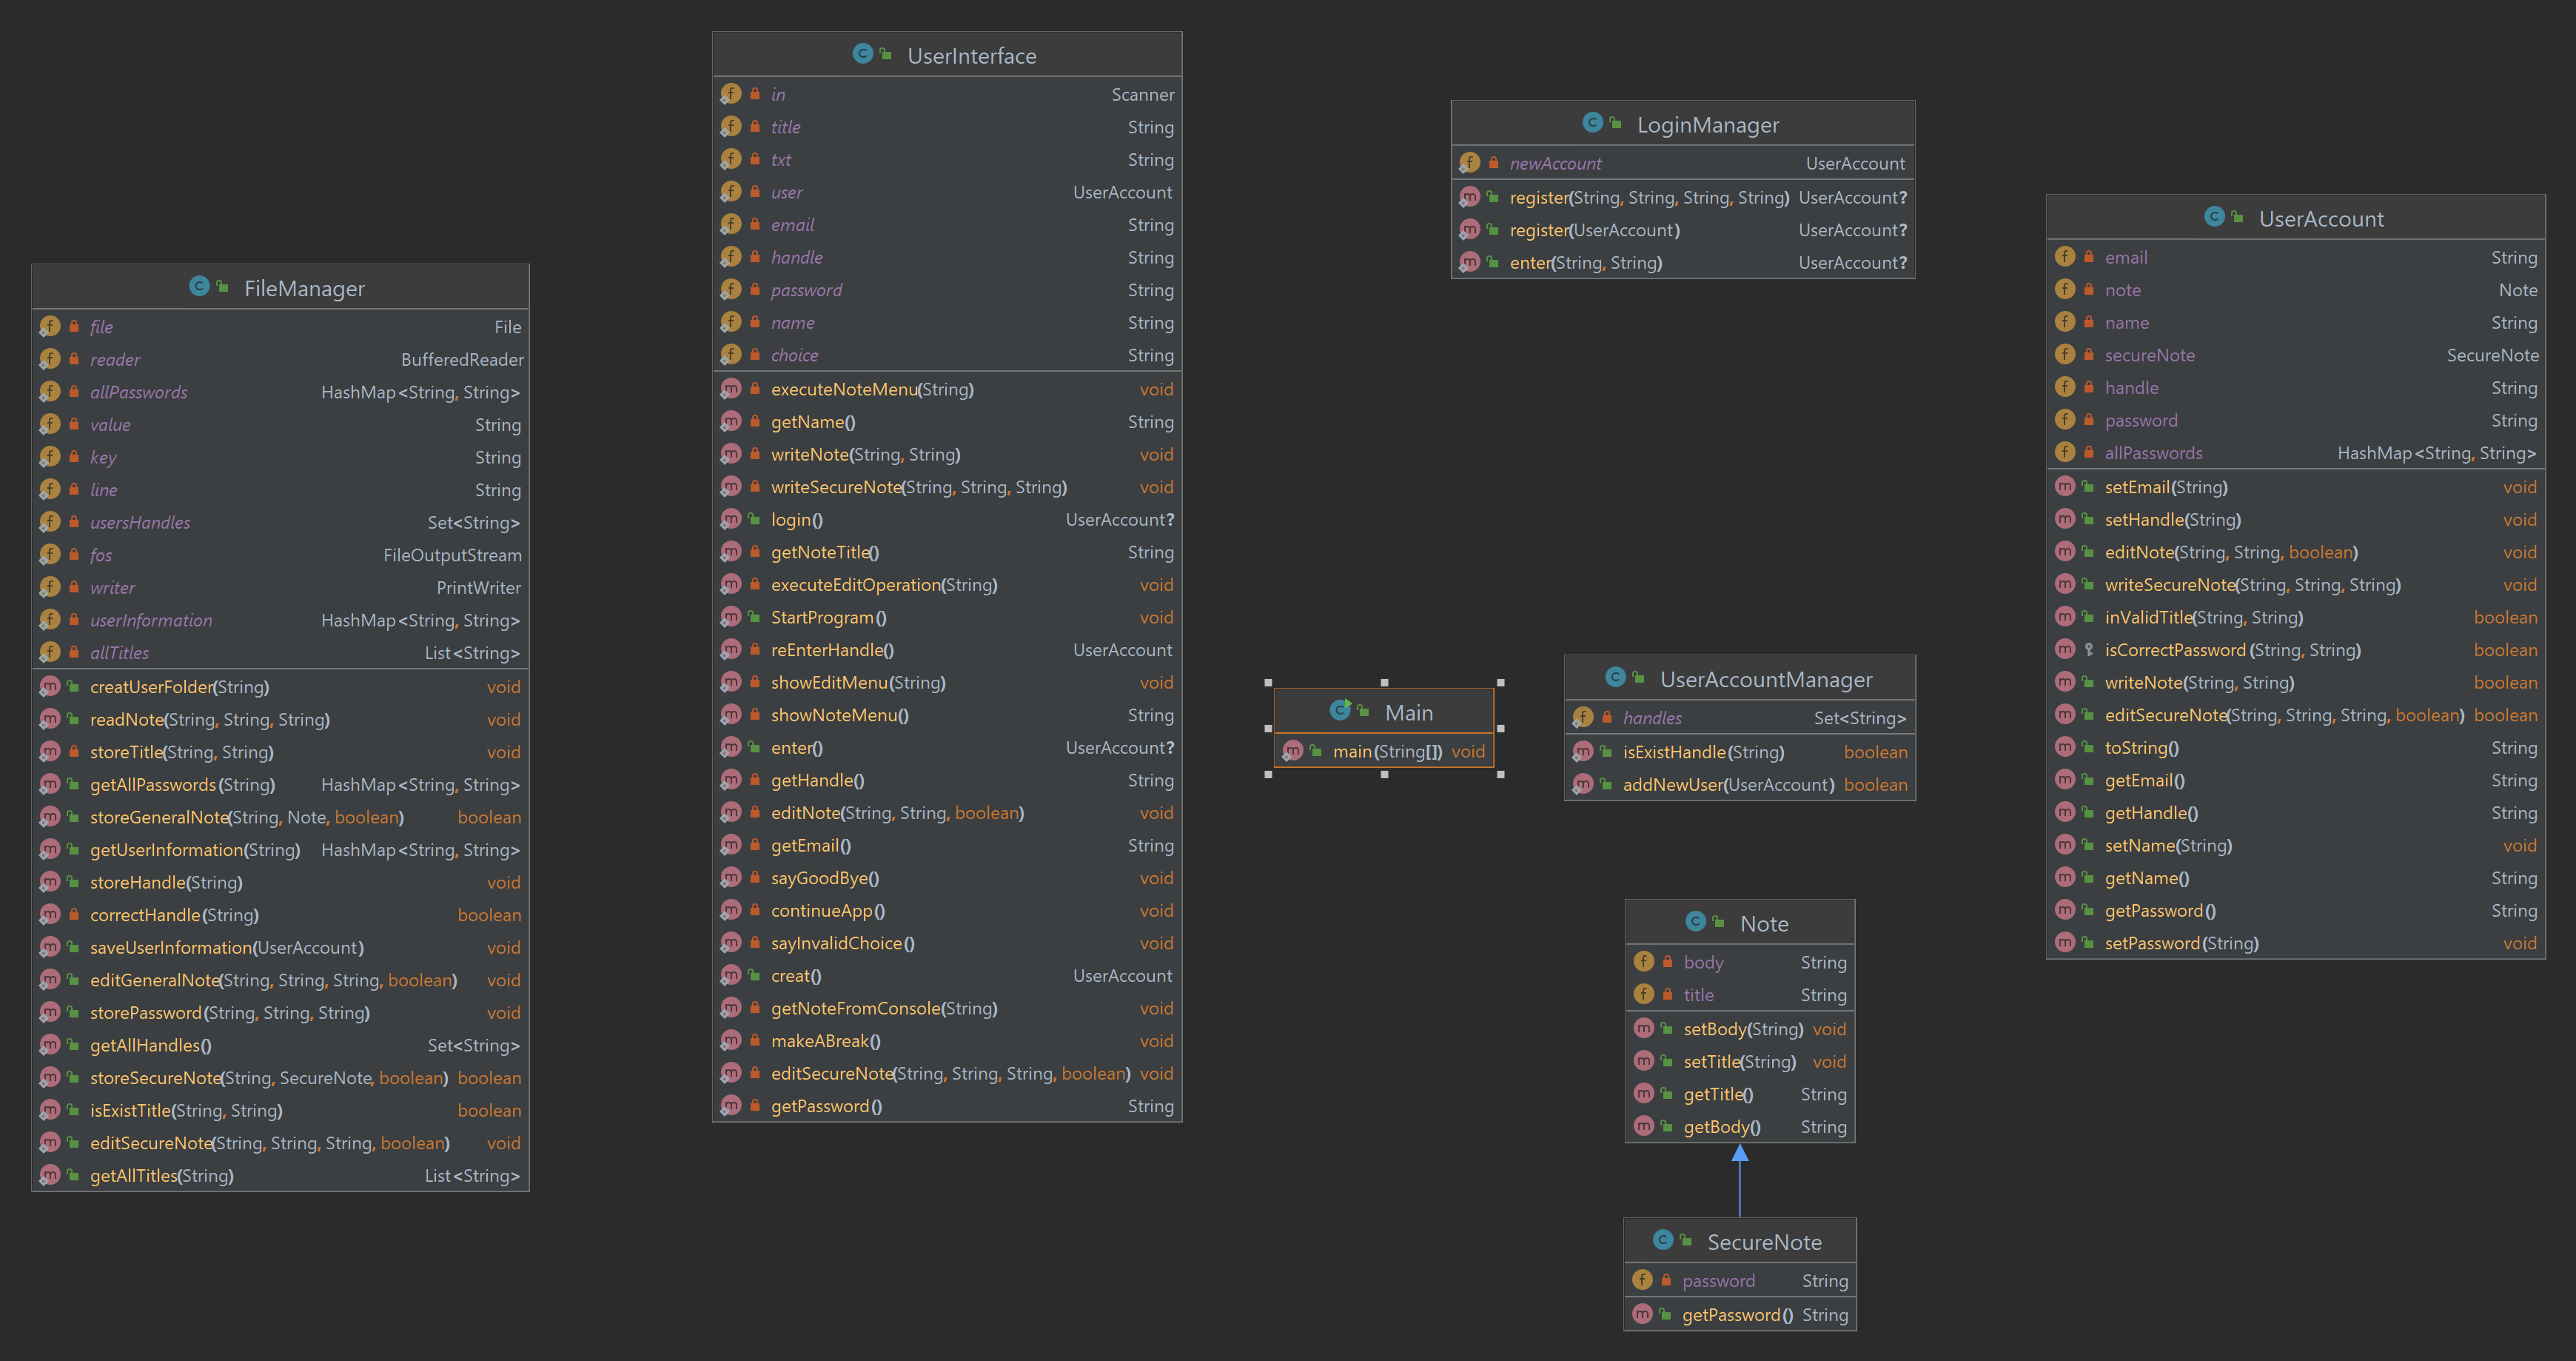 FileManager
file File
reader BufferedReader
allPasswords HashMap<String, String>
value String
key String
line String
usersHandles Set<String>
fos FileOutputStream
writer PrintWriter
userInformation HashMap<String, String>
allTitles List<String>
creatUserFolder(String) void
readNote(String, String, String) void
storeTitle(String, String) void
getAllPasswords(String) HashMap<String, String>
storeGeneralNote(String, Note, boolean) boolean
getUserInformation(String) HashMap<String, String>
storeHandle(String) void
correctHandle(String) boolean
saveUserInformation(UserAccount) void
editGeneralNote(String, String, String, boolean) void
storePassword(String, String, String) void
getAllHandles() Set<String>
storeSecureNote(String, SecureNote, boolean) boolean
isExistTitle(String, String) boolean
editSecureNote(String, String, String, boolean) void
getAllTitles(String) List<String>
UserInterface
in Scanner
title String
txt String
user UserAccount
email String
handle String
password String
name String
choice String
executeNoteMenu(String) void
getName() String
writeNote(String, String) void
writeSecureNote(String, String, String) void
login() UserAccount?
getNoteTitle() String
executeEditOperation(String) void
StartProgram() void
reEnterHandle() UserAccount
showEditMenu(String) void
showNoteMenu() String
enter() UserAccount?
getHandle() String
editNote(String, String, boolean) void
getEmail() String
sayGoodBye() void
continueApp() void
sayInvalidChoice() void
creat() UserAccount
getNoteFromConsole(String) void
makeABreak() void
editSecureNote(String, String, String, boolean) void
getPassword() String
Main
main(String[]) void
LoginManager
newAccount UserAccount
register(String, String, String, String) UserAccount?
register(UserAccount) UserAccount?
enter(String, String) UserAccount?
UserAccountManager
handles Set<String>
isExistHandle(String) boolean
addNewUser(UserAccount) boolean
Note
body String
title String
setBody(String) void
setTitle(String) void
getTitle() String
getBody() String
SecureNote
password String
getPassword() String
UserAccount
email String
note Note
name String
secureNote SecureNote
handle String
password String
allPasswords HashMap<String, String>
setEmail(String) void
setHandle(String) void
editNote(String, String, boolean) void
writeSecureNote(String, String, String) void
inValidTitle(String, String) boolean
isCorrectPassword(String, String) boolean
writeNote(String, String) boolean
editSecureNote(String, String, String, boolean) boolean
toString() String
getEmail() String
getHandle() String
setName(String) void
getName() String
getPassword() String
setPassword(String) void